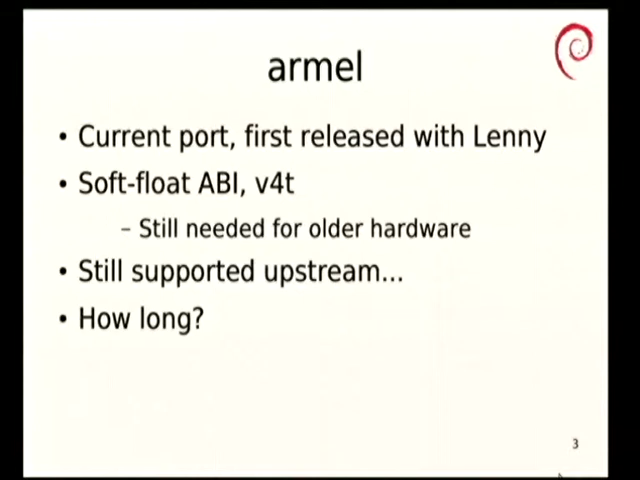 armel
• Current port, first released with Lenny
• Soft-float ABI, v4t
– Still needed for older hardware
• Still supported upstream...
• How long?
3